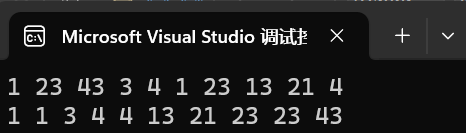 Microsoft Visual Studio 调试
1 23 43 3 4 1 23 13 21 4
1 1 3 4 4 13 21 23 23 43